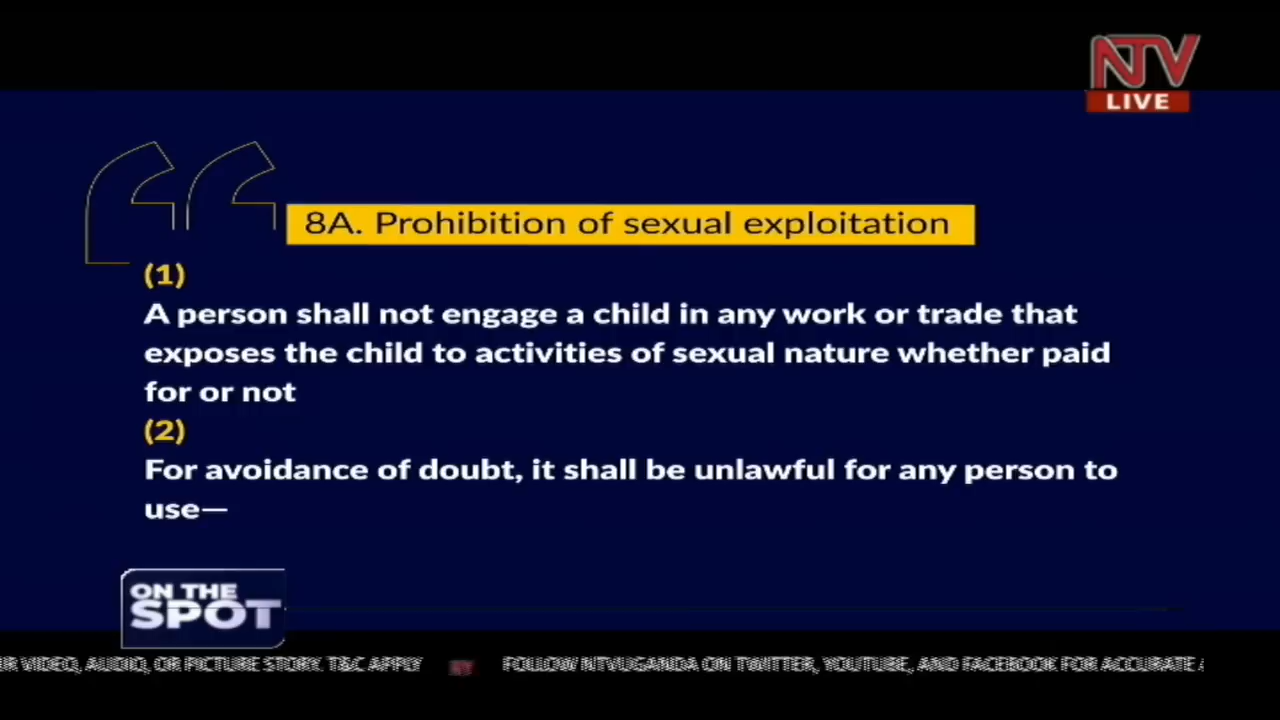 NTV
LIVE
8A. Prohibition of sexual exploitation
(1)
A person shall not engage a child in any work or trade that
exposes the child to activities of sexual nature whether paid
for or not
(2)
For avoidance of doubt, it shall be unlawful for any person to
use—
ON THE
SPOT
UR VIDEO, AUDIO, OR PICTURE STORY. T&C APPLY NTV FOLLOW NTVUGANDA ON TWITTER, YOUTUBE, AND FACEBOOK FOR ACCURATE